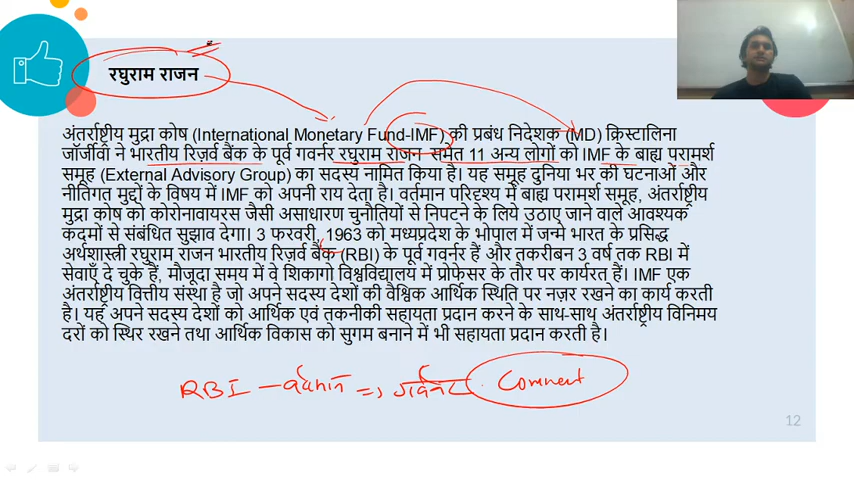 रघुराम राजन
अंतर्राष्ट्रीय मुद्रा कोष (International Monetary Fund-IMF) की प्रबंध निदेशक (MD) क्रिस्टालिना
जॉर्जीवा ने भारतीय रिज़र्व बैंक के पूर्व गवर्नर रघुराम राजन समेत 11 अन्य लोगों को IMF के बाह्य परामर्श
समूह (External Advisory Group) का सदस्य नामित किया है। यह समूह दुनिया भर की घटनाओं और
नीतिगत मुद्दों के विषय में IMF को अपनी राय देता है। वर्तमान परिदृश्य में बाह्य परामर्श समूह, अंतर्राष्ट्रीय
मुद्रा कोष को कोरोनावायरस जैसी असाधारण चुनौतियों से निपटने के लिये उठाए जाने वाले आवश्यक
कदमों से संबंधित सुझाव देगा। 3 फरवरी, 1963 को मध्यप्रदेश के भोपाल में जन्मे भारत के प्रसिद्ध
अर्थशास्त्री रघुराम राजन भारतीय रिज़र्व बैंक (RBI) के पूर्व गवर्नर हैं और तकरीबन 3 वर्ष तक RBI में
सेवाएँ दे चुके हैं, मौजूदा समय में वे शिकागो विश्वविद्यालय में प्रोफेसर के तौर पर कार्यरत हैं। IMF एक
अंतर्राष्ट्रीय वित्तीय संस्था है जो अपने सदस्य देशों की वैश्विक आर्थिक स्थिति पर नज़र रखने का कार्य करती
है। यह अपने सदस्य देशों को आर्थिक एवं तकनीकी सहायता प्रदान करने के साथ-साथ अंतर्राष्ट्रीय विनिमय
दरों को स्थिर रखने तथा आर्थिक विकास को सुगम बनाने में भी सहायता प्रदान करती है।
RBI – वर्तमान => गवर्नर Comment
12